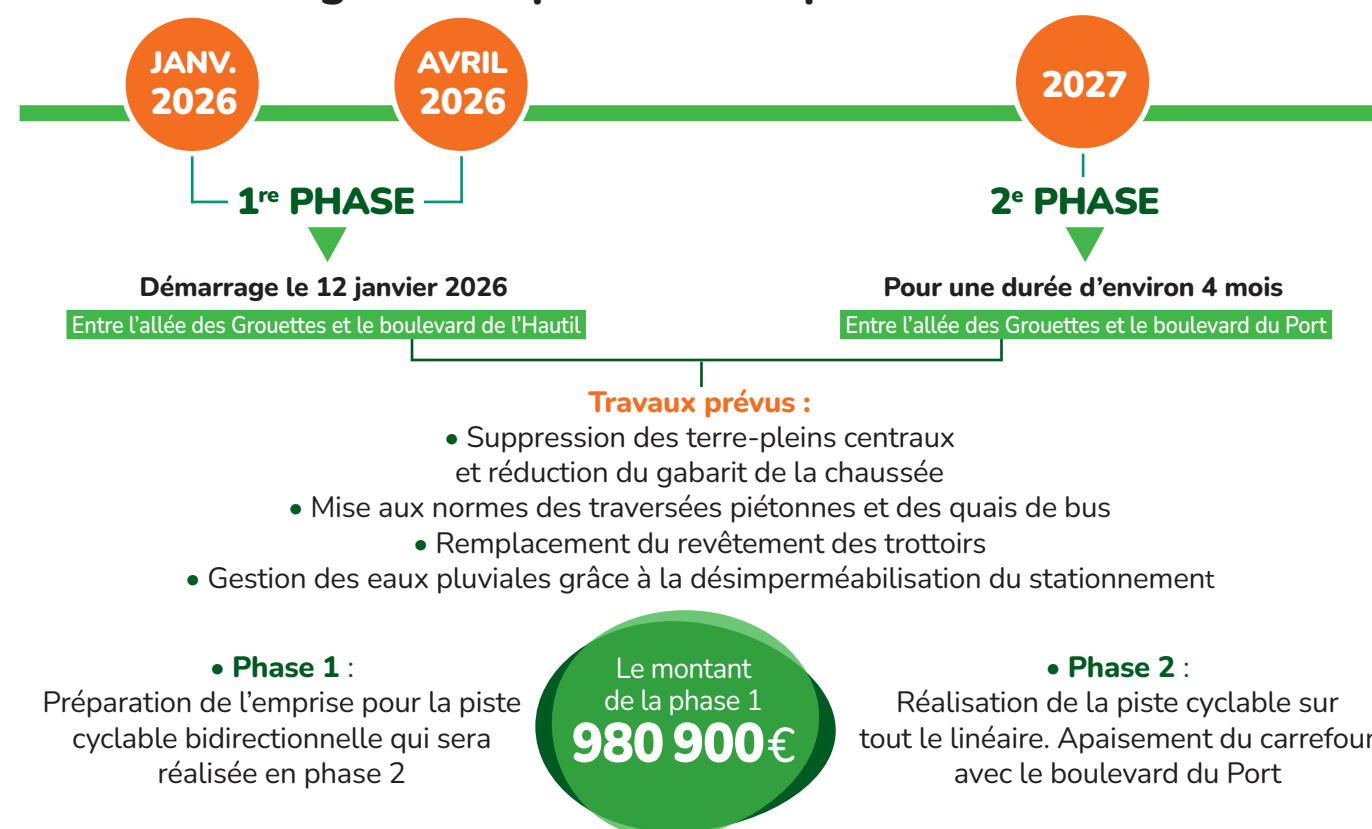 JANV.
2026
AVRIL
2026
2027
1re PHASE
2e PHASE
Démarrage le 12 janvier 2026
Entre l’allée des Grouettes et le boulevard de l’Hautil
Pour une durée d’environ 4 mois
Entre l’allée des Grouettes et le boulevard du Port
Travaux prévus :
• Suppression des terre-pleins centraux
et réduction du gabarit de la chaussée
• Mise aux normes des traversées piétonnes et des quais de bus
• Remplacement du revêtement des trottoirs
• Gestion des eaux pluviales grâce à la désimperméabilisation du stationnement
• Phase 1 :
Préparation de l’emprise pour la piste
cyclable bidirectionnelle qui sera
réalisée en phase 2
Le montant
de la phase 1
980 900€
• Phase 2 :
Réalisation de la piste cyclable sur
tout le linéaire. Apaisement du carrefour
avec le boulevard du Port